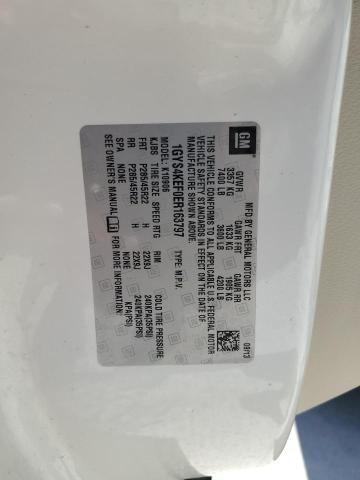 GM
MFD BY GENERAL MOTORS LLC 09/13
GVWR GAWR FRT GAWR RR
3357 KG 1633 KG 1905 KG
7400 LB 3600 LB 4200 LB
THIS VEHICLE CONFORMS TO ALL APPLICABLE U.S. FEDERAL MOTOR
VEHICLE SAFETY STANDARDS IN EFFECT ON THE DATE OF
MANUFACTURE SHOWN ABOVE.
1GYS4KEF0ER163797 TYPE: M.P.V.
MODEL: K10906
KJBS TIRE SIZE SPEED RTG RIM COLD TIRE PRESSURE
FRT P285/45R22 H 22X9J 240KPA(35PSI)
RR P285/45R22 H 22X9J 240KPA(35PSI)
SPA NONE NONE KPA(PSI)
SEE OWNER'S MANUAL FOR MORE INFORMATION.